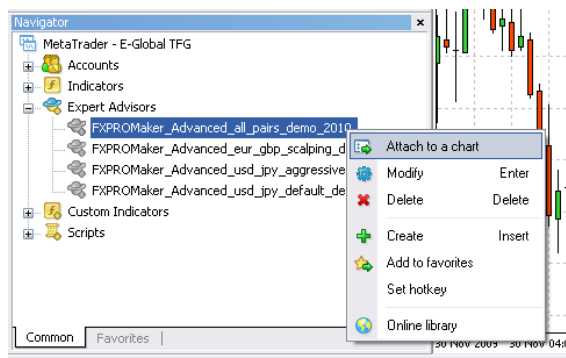 Navigator
MetaTrader - E-Global TFG
Accounts
Indicators
Expert Advisors
FXPROMaker_Advanced_all_pairs_demo_2010
FXPROMaker_Advanced_eur_gbp_scalping_d
FXPROMaker_Advanced_usd_jpy_aggressive
FXPROMaker_Advanced_usd_jpy_default_de
Custom Indicators
Scripts
Attach to a chart
Modify Enter
Delete Delete
Create Insert
Add to favorites
Set hotkey
Online library
Common Favorites
30 Nov 2009 30 Nov 04: